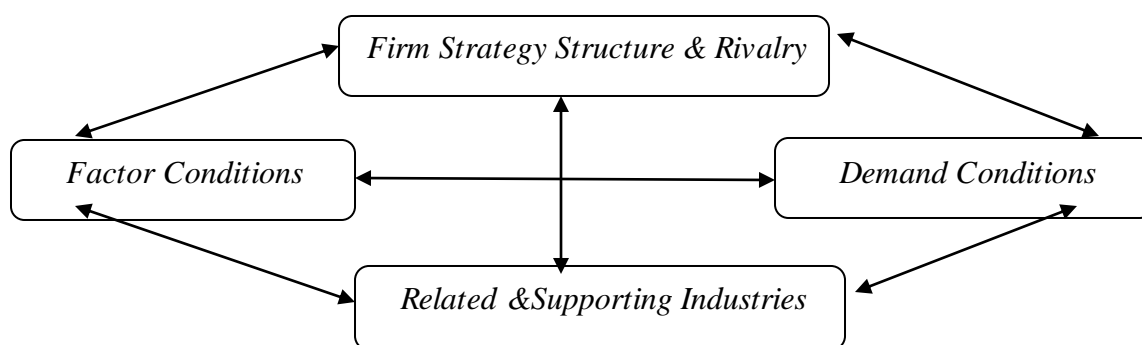 Firm Strategy Structure & Rivalry
Factor Conditions
Demand Conditions
Related &Supporting Industries